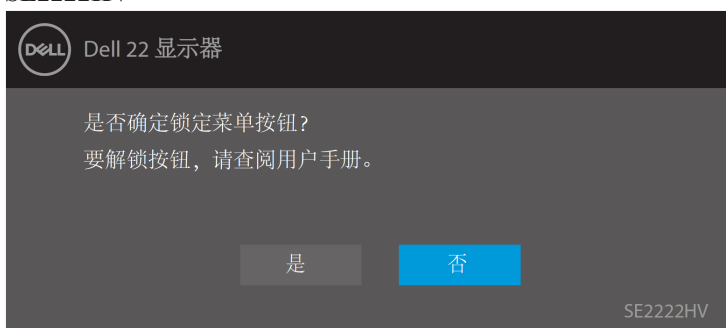 DELL
Dell 22 显示器
是否确定锁定菜单按钮?
要解锁按钮，请查阅用户手册。
是
否
SE2222HV